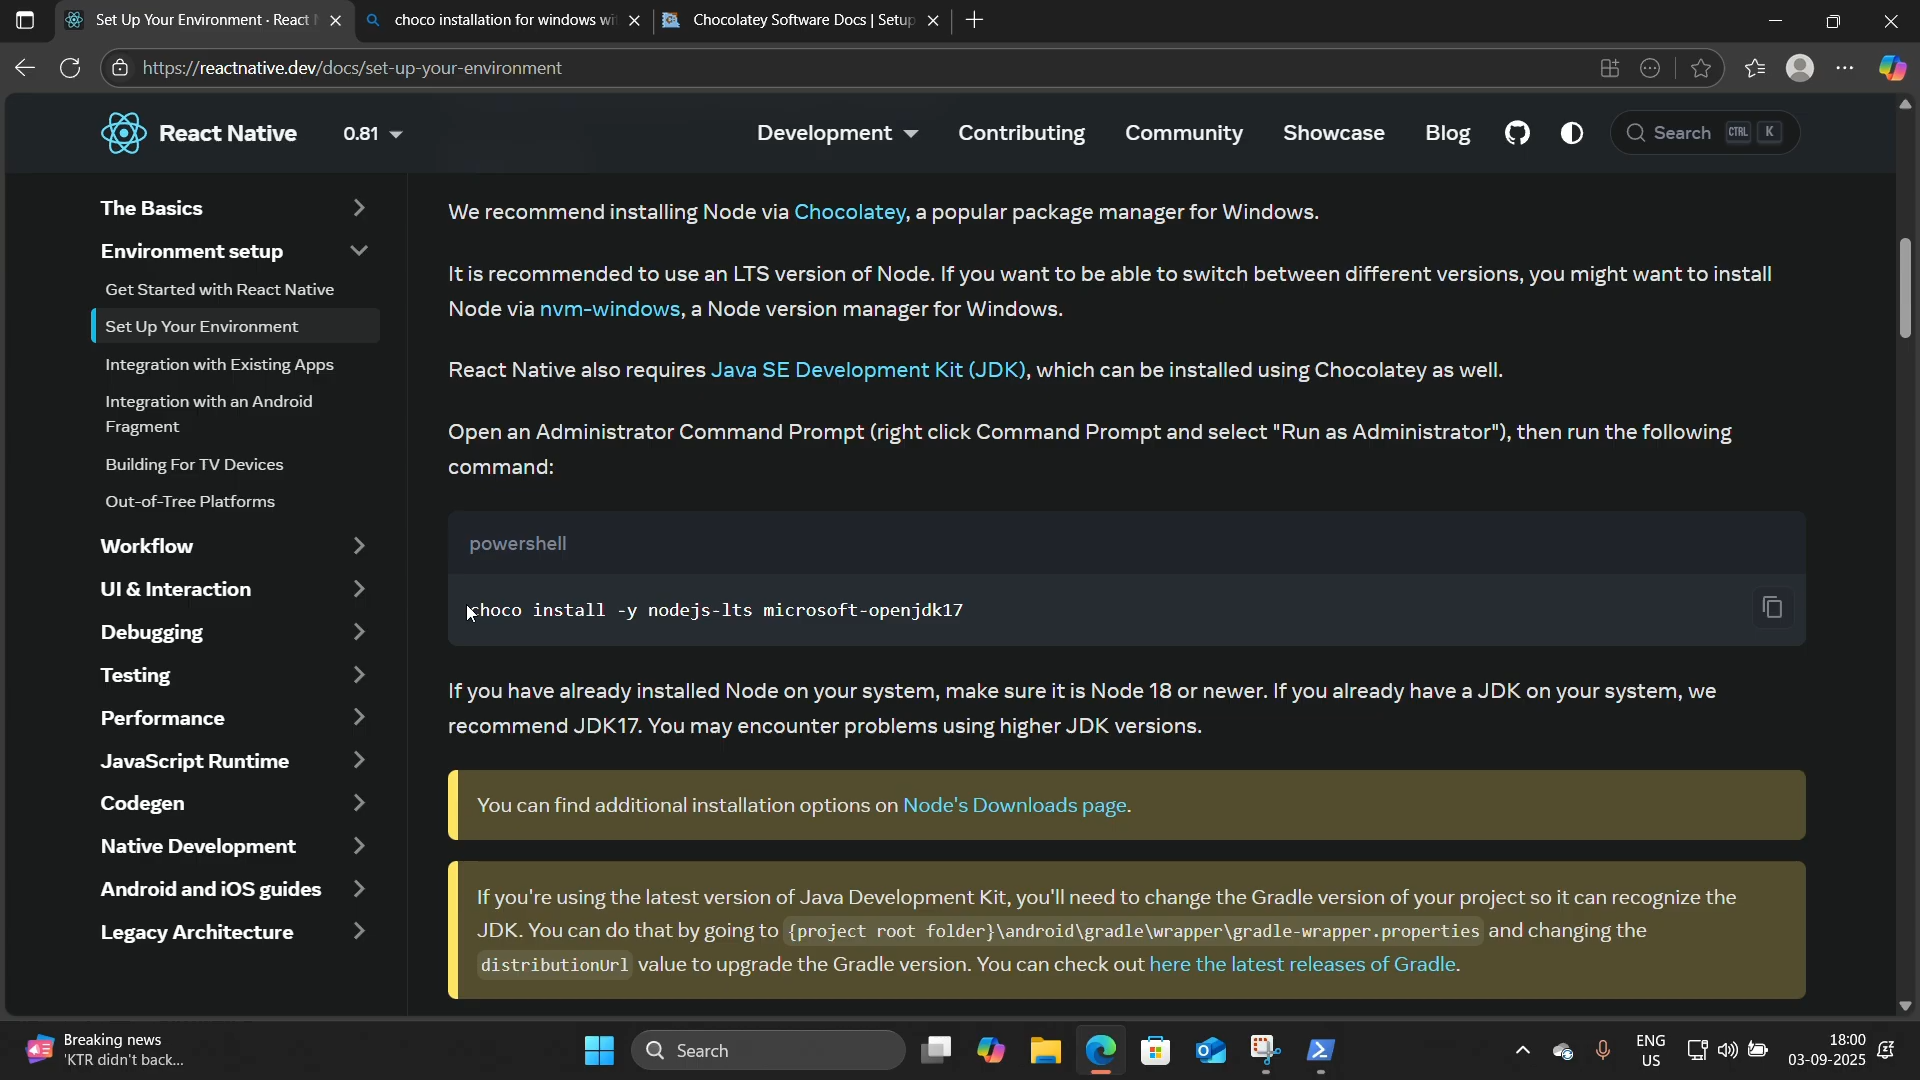 Set Up Your Environment · React
choco installation for windows wi
Chocolatey Software Docs | Setup
https://reactnative.dev/docs/set-up-your-environment
React Native
0.81
Development
Contributing
Community
Showcase
Blog
Search
CTRL
K
The Basics
Environment setup
Get Started with React Native
Set Up Your Environment
Integration with Existing Apps
Integration with an Android
Fragment
Building For TV Devices
Out-of-Tree Platforms
Workflow
UI & Interaction
Debugging
Testing
Performance
JavaScript Runtime
Codegen
Native Development
Android and iOS guides
Legacy Architecture
We recommend installing Node via Chocolatey, a popular package manager for Windows.
It is recommended to use an LTS version of Node. If you want to be able to switch between different versions, you might want to install
Node via nvm-windows, a Node version manager for Windows.
React Native also requires Java SE Development Kit (JDK), which can be installed using Chocolatey as well.
Open an Administrator Command Prompt (right click Command Prompt and select "Run as Administrator"), then run the following
command:
powershell
choco install -y nodejs-lts microsoft-openjdk17
If you have already installed Node on your system, make sure it is Node 18 or newer. If you already have a JDK on your system, we
recommend JDK17. You may encounter problems using higher JDK versions.
You can find additional installation options on Node's Downloads page.
If you're using the latest version of Java Development Kit, you'll need to change the Gradle version of your project so it can recognize the
JDK. You can do that by going to {project root folder}\android\gradle\wrapper\gradle-wrapper.properties and changing the
distributionUrl value to upgrade the Gradle version. You can check out here the latest releases of Gradle.
Breaking news
'KTR didn't back...
Search
ENG
US
18:00
03-09-2025